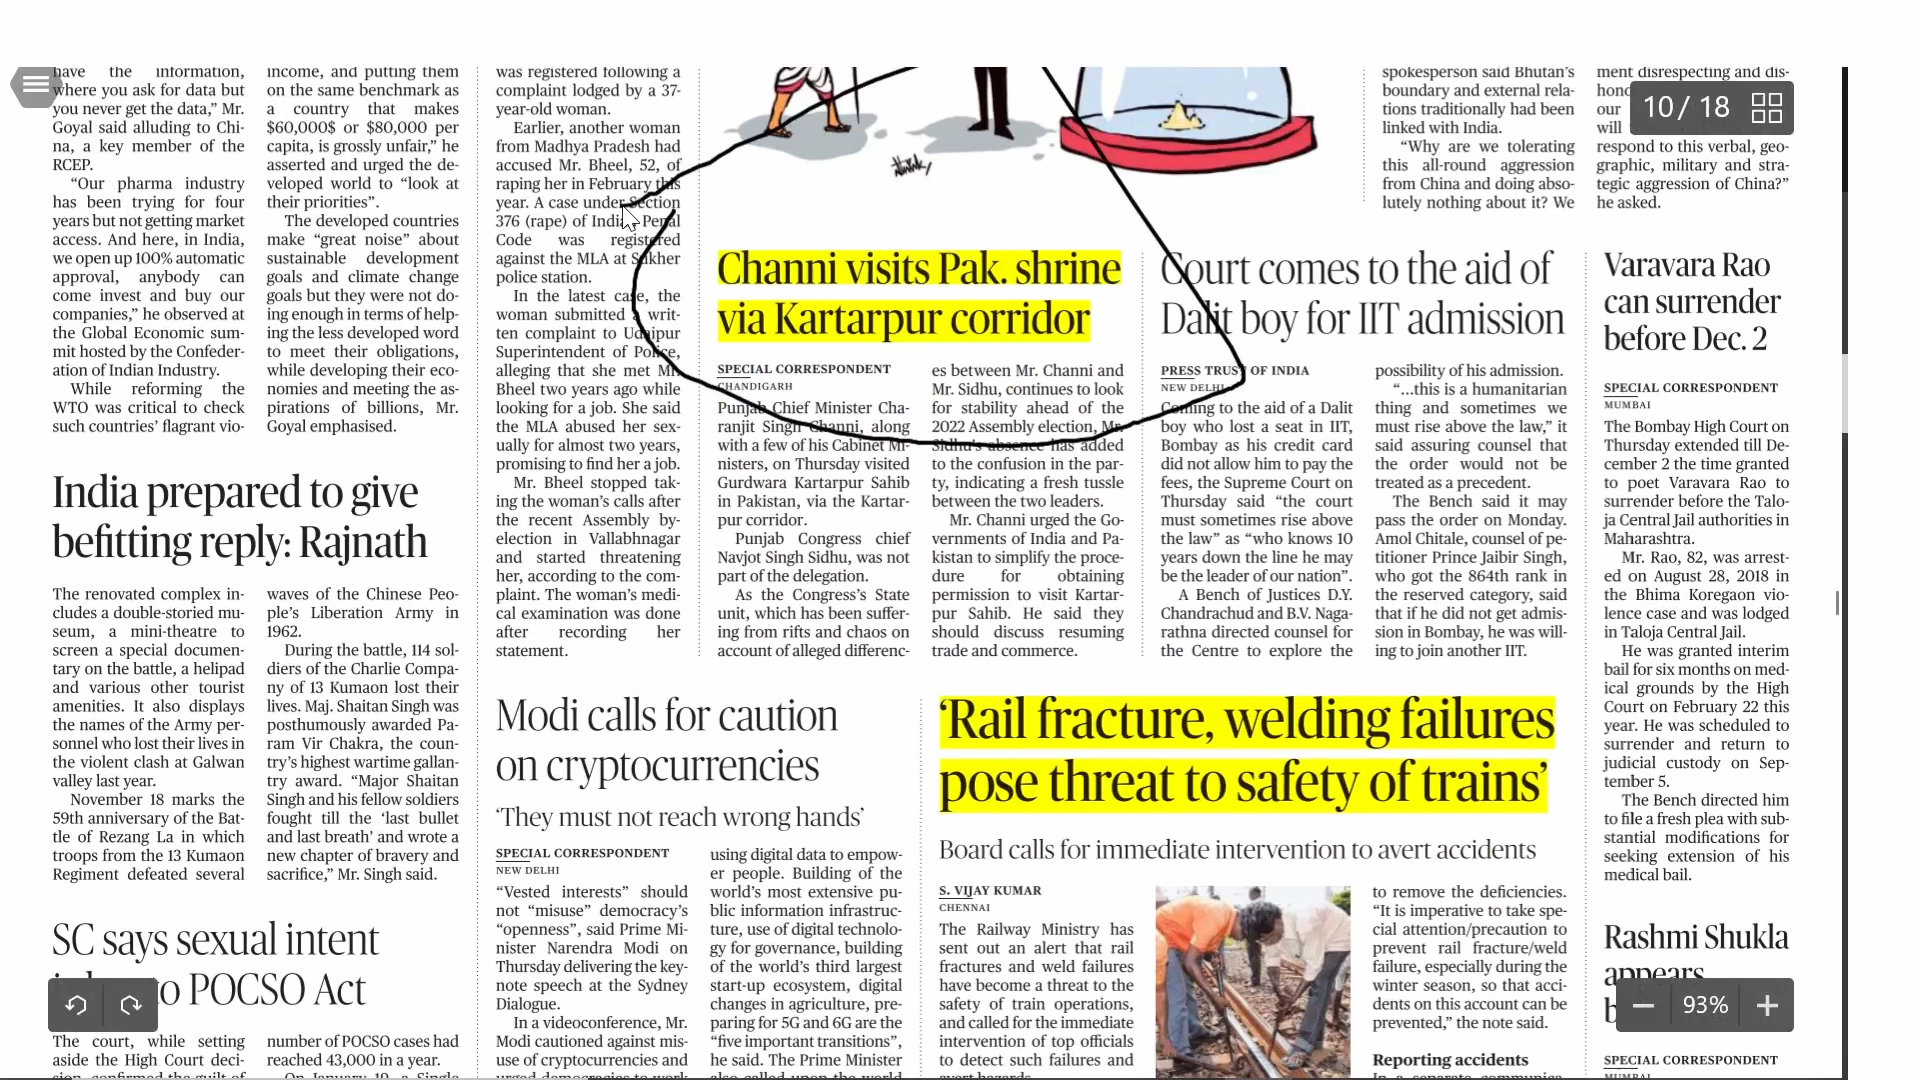 have the information,
where you ask for data but
you never get the data,” Mr.
Goyal said alluding to Chi-
na, a key member of the
RCEP.
“Our pharma industry
has been trying for four
years but not getting market
access. And here, in India,
we open up 100% automatic
approval, anybody can
come invest and buy our
companies,” he observed at
the Global Economic sum-
mit hosted by the Confeder-
ation of Indian Industry.
While reforming the
WTO was critical to check
such countries’ flagrant vio-
income, and putting them
on the same benchmark as
a country that makes
$60,000$ or $80,000 per
capita, is grossly unfair,” he
asserted and urged the de-
veloped world to “look at
their priorities”.
The developed countries
make “great noise” about
sustainable development
goals and climate change
goals but they were not do-
ing enough in terms of help-
ing the less developed word
to meet their obligations,
while developing their eco-
nomies and meeting the as-
pirations of billions, Mr.
Goyal emphasised.
India prepared to give
befitting reply: Rajnath
The renovated complex in-
cludes a double-storied mu-
seum, a mini-theatre to
screen a special documen-
tary on the battle, a helipad
and various other tourist
amenities. It also displays
the names of the Army per-
sonnel who lost their lives in
the violent clash at Galwan
valley last year.
November 18 marks the
59th anniversary of the Bat-
tle of Rezang La in which
troops from the 13 Kumaon
Regiment defeated several
waves of the Chinese Peo-
ple’s Liberation Army in
1962.
During the battle, 114 sol-
diers of the Charlie Compa-
ny of 13 Kumaon lost their
lives. Maj. Shaitan Singh was
posthumously awarded Pa-
ram Vir Chakra, the coun-
try’s highest wartime gallan-
try award. “Major Shaitan
Singh and his fellow soldiers
fought till the ‘last bullet
and last breath’ and wrote a
new chapter of bravery and
sacrifice,” Mr. Singh said.
SC says sexual intent
to POCSO Act
The court, while setting
aside the High Court deci-
sion, confirmed the guilt of
number of POCSO cases had
reached 43,000 in a year.
On January 19, a Single
was registered following a
complaint lodged by a 37-
year-old woman.
Earlier, another woman
from Madhya Pradesh had
accused Mr. Bheel, 52, of
raping her in February this
year. A case under Section
376 (rape) of Indian Penal
Code was registered
against the MLA at Sukher
police station.
In the latest case, the
woman submitted a writ-
ten complaint to Udaipur
Superintendent of Police,
alleging that she met Mr.
Bheel two years ago while
looking for a job. She said
the MLA abused her sex-
ually for almost two years,
promising to find her a job.
Mr. Bheel stopped tak-
ing the woman’s calls after
the recent Assembly by-
election in Vallabhnagar
and started threatening
her, according to the com-
plaint. The woman’s medi-
cal examination was done
after recording her
statement.
Channi visits Pak. shrine
via Kartarpur corridor
SPECIAL CORRESPONDENT
CHANDIGARH
Punjab Chief Minister Cha-
ranjit Singh Channi, along
with a few of his Cabinet Mi-
nisters, on Thursday visited
Gurdwara Kartarpur Sahib
in Pakistan, via the Kartar-
pur corridor.
Punjab Congress chief
Navjot Singh Sidhu, was not
part of the delegation.
As the Congress’s State
unit, which has been suffer-
ing from rifts and chaos on
account of alleged differenc-
es between Mr. Channi and
Mr. Sidhu, continues to look
for stability ahead of the
2022 Assembly election, Mr.
Sidhu’s absence has added
to the confusion in the par-
ty, indicating a fresh tussle
between the two leaders.
Mr. Channi urged the Go-
vernments of India and Pa-
kistan to simplify the proce-
dure for obtaining
permission to visit Kartar-
pur Sahib. He said they
should discuss resuming
trade and commerce.
Court comes to the aid of
Dalit boy for IIT admission
PRESS TRUST OF INDIA
NEW DELHI
Coming to the aid of a Dalit
boy who lost a seat in IIT,
Bombay as his credit card
did not allow him to pay the
fees, the Supreme Court on
Thursday said “the court
must sometimes rise above
the law” as “who knows 10
years down the line he may
be the leader of our nation”.
A Bench of Justices D.Y.
Chandrachud and B.V. Naga-
rathna directed counsel for
the Centre to explore the
possibility of his admission.
“...this is a humanitarian
thing and sometimes we
must rise above the law,” it
said assuring counsel that
the order would not be
treated as a precedent.
The Bench said it may
pass the order on Monday.
Amol Chitale, counsel of pe-
titioner Prince Jaibir Singh,
who got the 864th rank in
the reserved category, said
that if he did not get admis-
sion in Bombay, he was will-
ing to join another IIT.
spokesperson said Bhutan’s
boundary and external rela-
tions traditionally had been
linked with India.
“Why are we tolerating
this all-round aggression
from China and doing abso-
lutely nothing about it? We
ment disrespecting and dis-
our
will
respond to this verbal, geo-
graphic, military and stra-
tegic aggression of China?”
he asked.
10 / 18
Varavara Rao
can surrender
before Dec. 2
SPECIAL CORRESPONDENT
MUMBAI
The Bombay High Court on
Thursday extended till De-
cember 2 the time granted
to poet Varavara Rao to
surrender before the Talo-
ja Central Jail authorities in
Maharashtra.
Mr. Rao, 82, was arrest-
ed on August 28, 2018 in
the Bhima Koregaon vio-
lence case and was lodged
in Taloja Central Jail.
He was granted interim
bail for six months on med-
ical grounds by the High
Court on February 22 this
year. He was scheduled to
surrender and return to
judicial custody on Sep-
tember 5.
The Bench directed him
to file a fresh plea with sub-
stantial modifications for
seeking extension of his
medical bail.
Rashmi Shukla
appears
SPECIAL CORRESPONDENT
MUMBAI
Modi calls for caution
on cryptocurrencies
‘They must not reach wrong hands’
SPECIAL CORRESPONDENT
NEW DELHI
“Vested interests” should
not “misuse” democracy’s
“openness”, said Prime Mi-
nister Narendra Modi on
Thursday delivering the key-
note speech at the Sydney
Dialogue.
In a videoconference, Mr.
Modi cautioned against mis-
use of cryptocurrencies and
urged democracies to work
using digital data to empow-
er people. Building of the
world’s most extensive pu-
blic information infrastruc-
ture, use of digital technolo-
gy for governance, building
of the world’s third largest
start-up ecosystem, digital
changes in agriculture, pre-
paring for 5G and 6G are the
“five important transitions”,
he said. The Prime Minister
also called upon the world
‘Rail fracture, welding failures
pose threat to safety of trains’
Board calls for immediate intervention to avert accidents
S. VIJAY KUMAR
CHENNAI
The Railway Ministry has
sent out an alert that rail
fractures and weld failures
have become a threat to the
safety of train operations,
and called for the immediate
intervention of top officials
to detect such failures and
avert hazards.
to remove the deficiencies.
“It is imperative to take spe-
cial attention/precaution to
prevent rail fracture/weld
failure, especially during the
winter season, so that acci-
dents on this account can be
prevented,” the note said.
Reporting accidents
In a separate communica-
93%